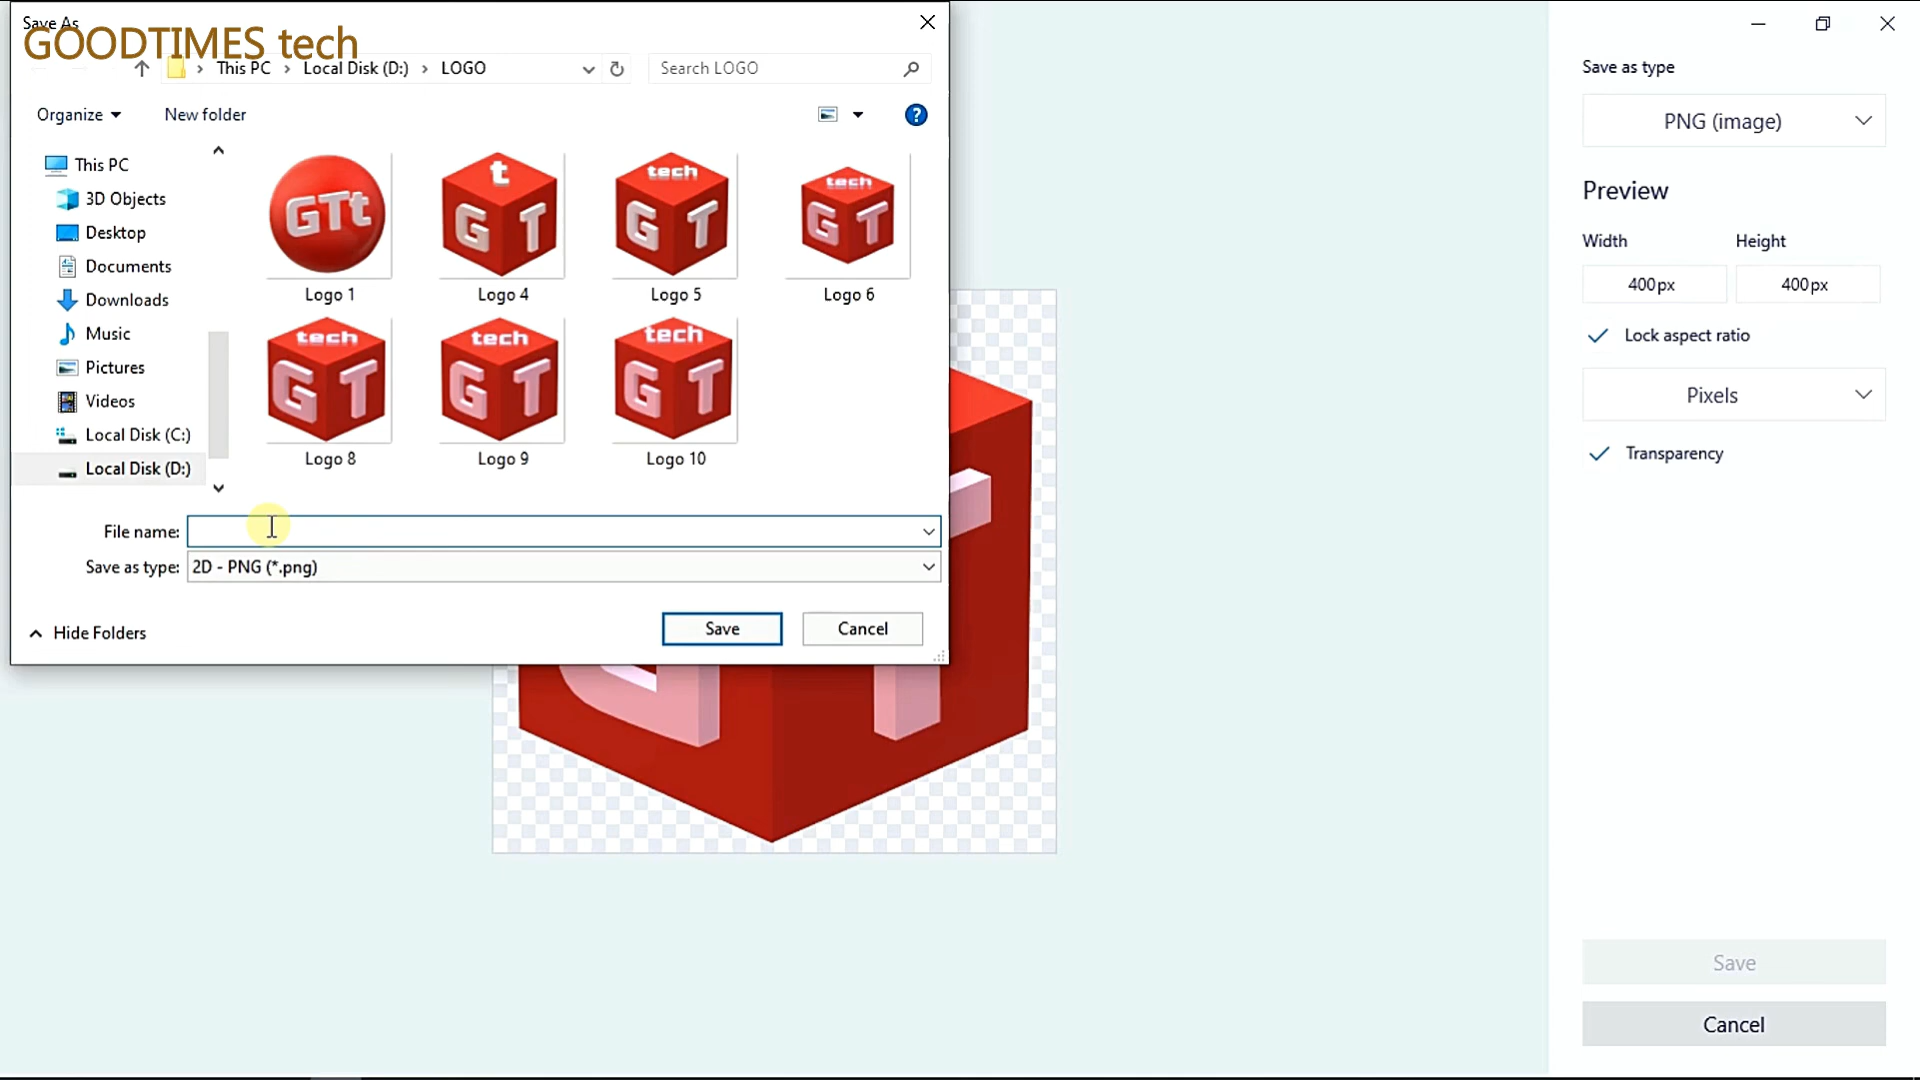 Save As
GOODTIMES tech
This PC > Local Disk (D:) > LOGO
Search LOGO
Organize
New folder
?
This PC
3D Objects
Desktop
Documents
Downloads
Music
Pictures
Videos
Local Disk (C:)
Local Disk (D:)
GTt
t
G T
tech
G T
tech
G T
Logo 1
Logo 4
Logo 5
Logo 6
tech
G T
tech
G T
tech
G T
Logo 8
Logo 9
Logo 10
File name:
Save as type: 2D - PNG (*.png)
Hide Folders
Save
Cancel
G T
Save as type
PNG (image)
Preview
Width
Height
400px
400px
Lock aspect ratio
Pixels
Transparency
Save
Cancel